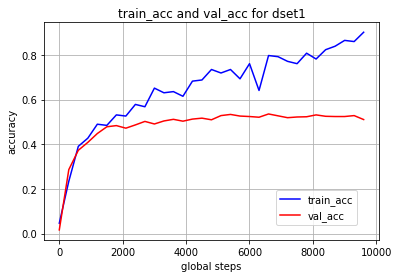 train_acc and val_acc for dset1
accuracy
0.8
0.6
0.4
0.2
0.0
train_acc
val_acc
0 2000 4000 6000 8000 10000
global steps